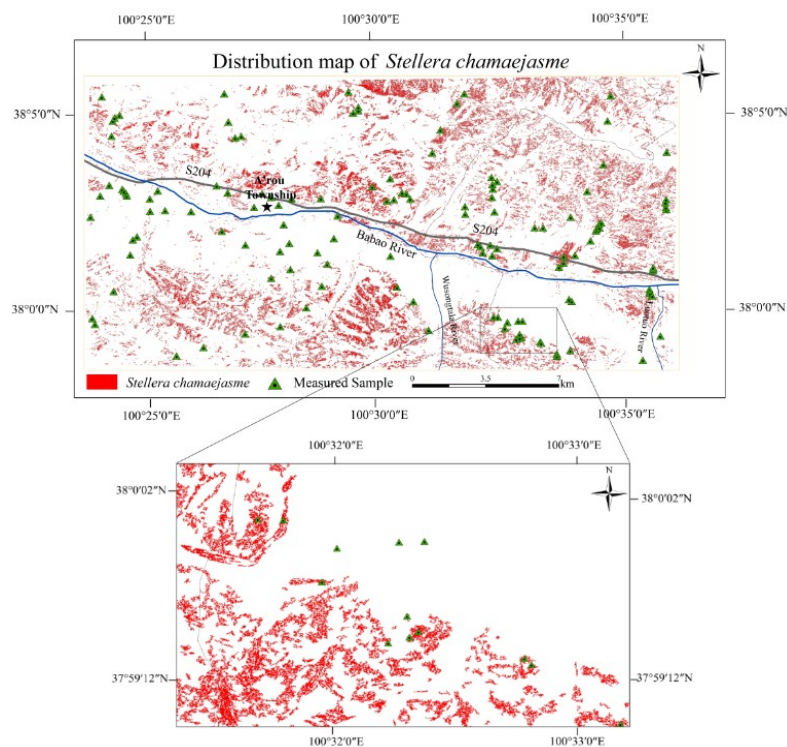 100°25′0″E 100°30′0″E 100°35′0″E
Distribution map of Stellera chamaejasme
N
38°5′0″N 38°5′0″N
S204
A'rou
Township
S204
Babao River
Wusongtala River
38°0′0″N 38°0′0″N
River
Stellera chamaejasme Measured Sample 0 3.5 7
km
100°25′0″E 100°30′0″E 100°35′0″E
100°32′0″E 100°33′0″E
N
38°0′02″N 38°0′02″N
37°59′12″N 37°59′12″N
100°32′0″E 100°33′0″E